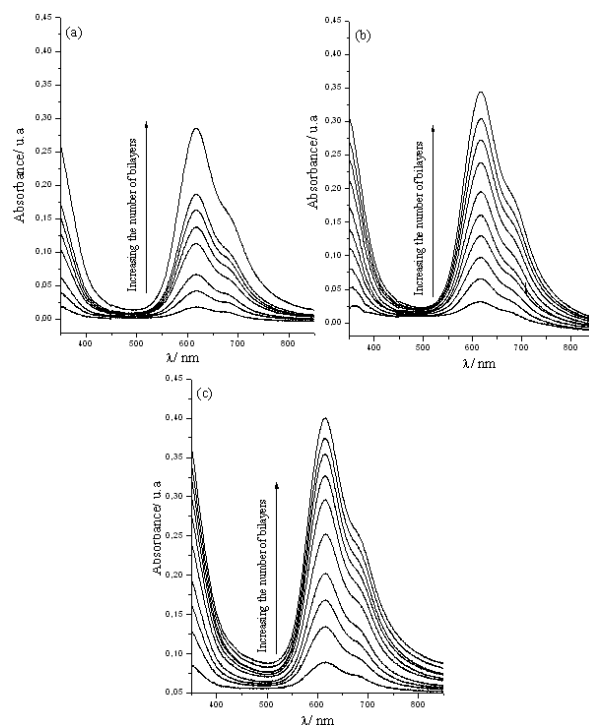 (a)
0,45
0,40
0,35
0,30
0,25
0,20
0,15
0,10
0,05
0,00
Absorbance/ u.a
Increasing the number of bilayers
400 500 600 700 800
λ/ nm
(b)
0,45
0,40
0,35
0,30
0,25
0,20
0,15
0,10
0,05
0,00
Absorbance/ u.a
Increasing the number of bilayers
400 500 600 700 800
λ/ nm
(c)
0,45
0,40
0,35
0,30
0,25
0,20
0,15
0,10
0,05
Absorbance/ u.a
Increasing the number of bilayers
400 500 600 700 800
λ/ nm